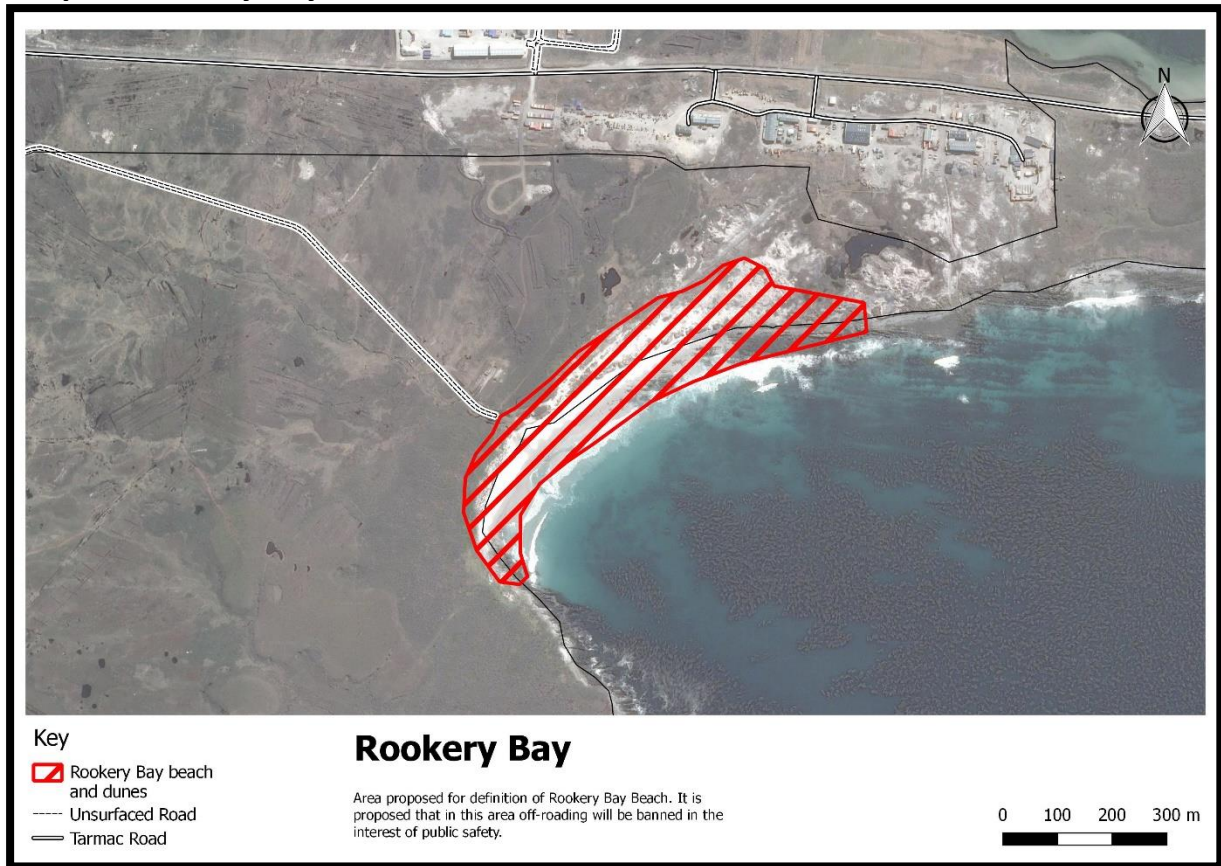 N
Key
Rookery Bay beach
and dunes
Unsurfaced Road
Tarmac Road
Rookery Bay
Area proposed for definition of Rookery Bay Beach. It is
proposed that in this area off-roading will be banned in the
interest of public safety.
0 100 200 300 m